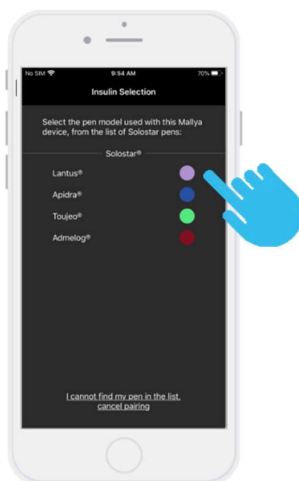 No SIM 9:54 AM 70%
Insulin Selection
Select the pen model used with this Mallya
device, from the list of Solostar pens:
Solostar®
Lantus®
Apidra®
Toujeo®
Admelog®
I cannot find my pen in the list,
cancel pairing